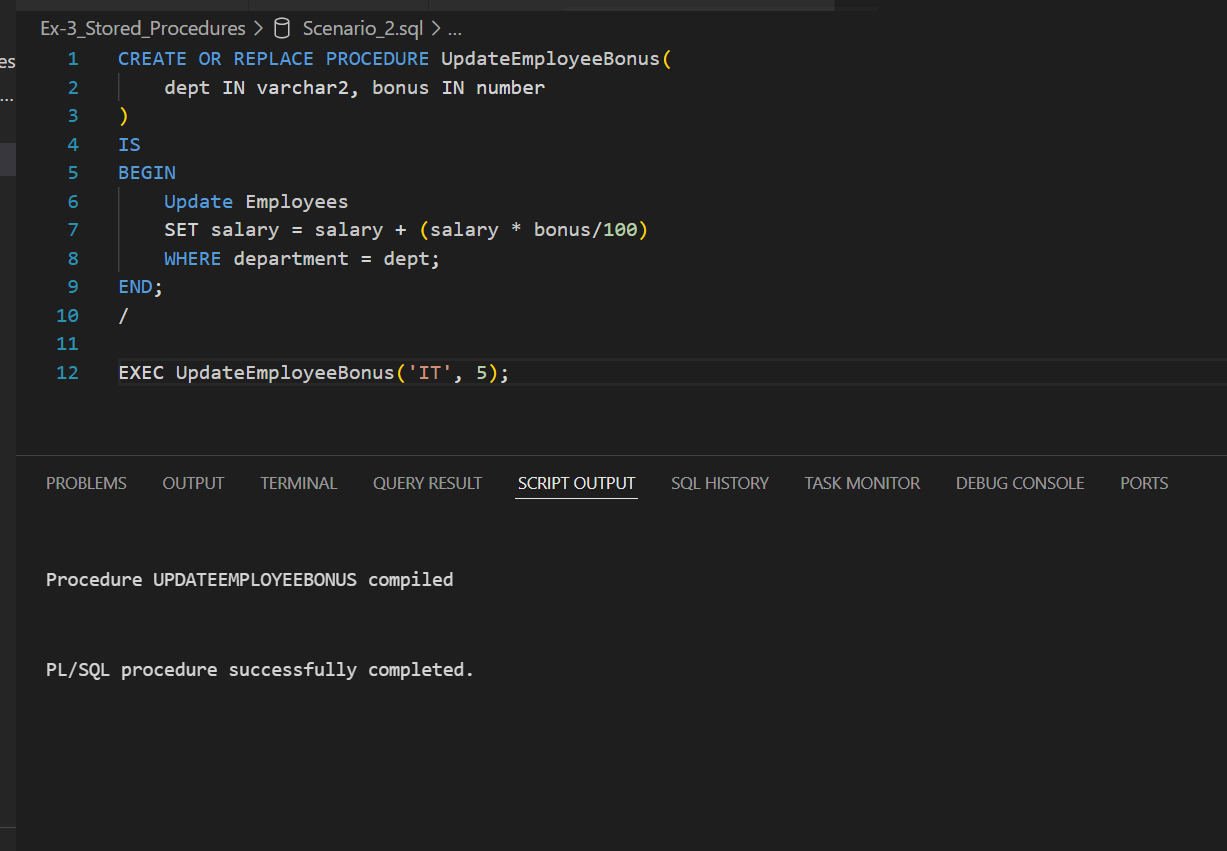 Ex-3_Stored_Procedures > Scenario_2.sql > ...
es
...
1 CREATE OR REPLACE PROCEDURE UpdateEmployeeBonus(
2 dept IN varchar2, bonus IN number
3 )
4 IS
5 BEGIN
6 Update Employees
7 SET salary = salary + (salary * bonus/100)
8 WHERE department = dept;
9 END;
10 /
11
12 EXEC UpdateEmployeeBonus('IT', 5);
PROBLEMS OUTPUT TERMINAL QUERY RESULT SCRIPT OUTPUT SQL HISTORY TASK MONITOR DEBUG CONSOLE PORTS
Procedure UPDATEEMPLOYEEBONUS compiled
PL/SQL procedure successfully completed.